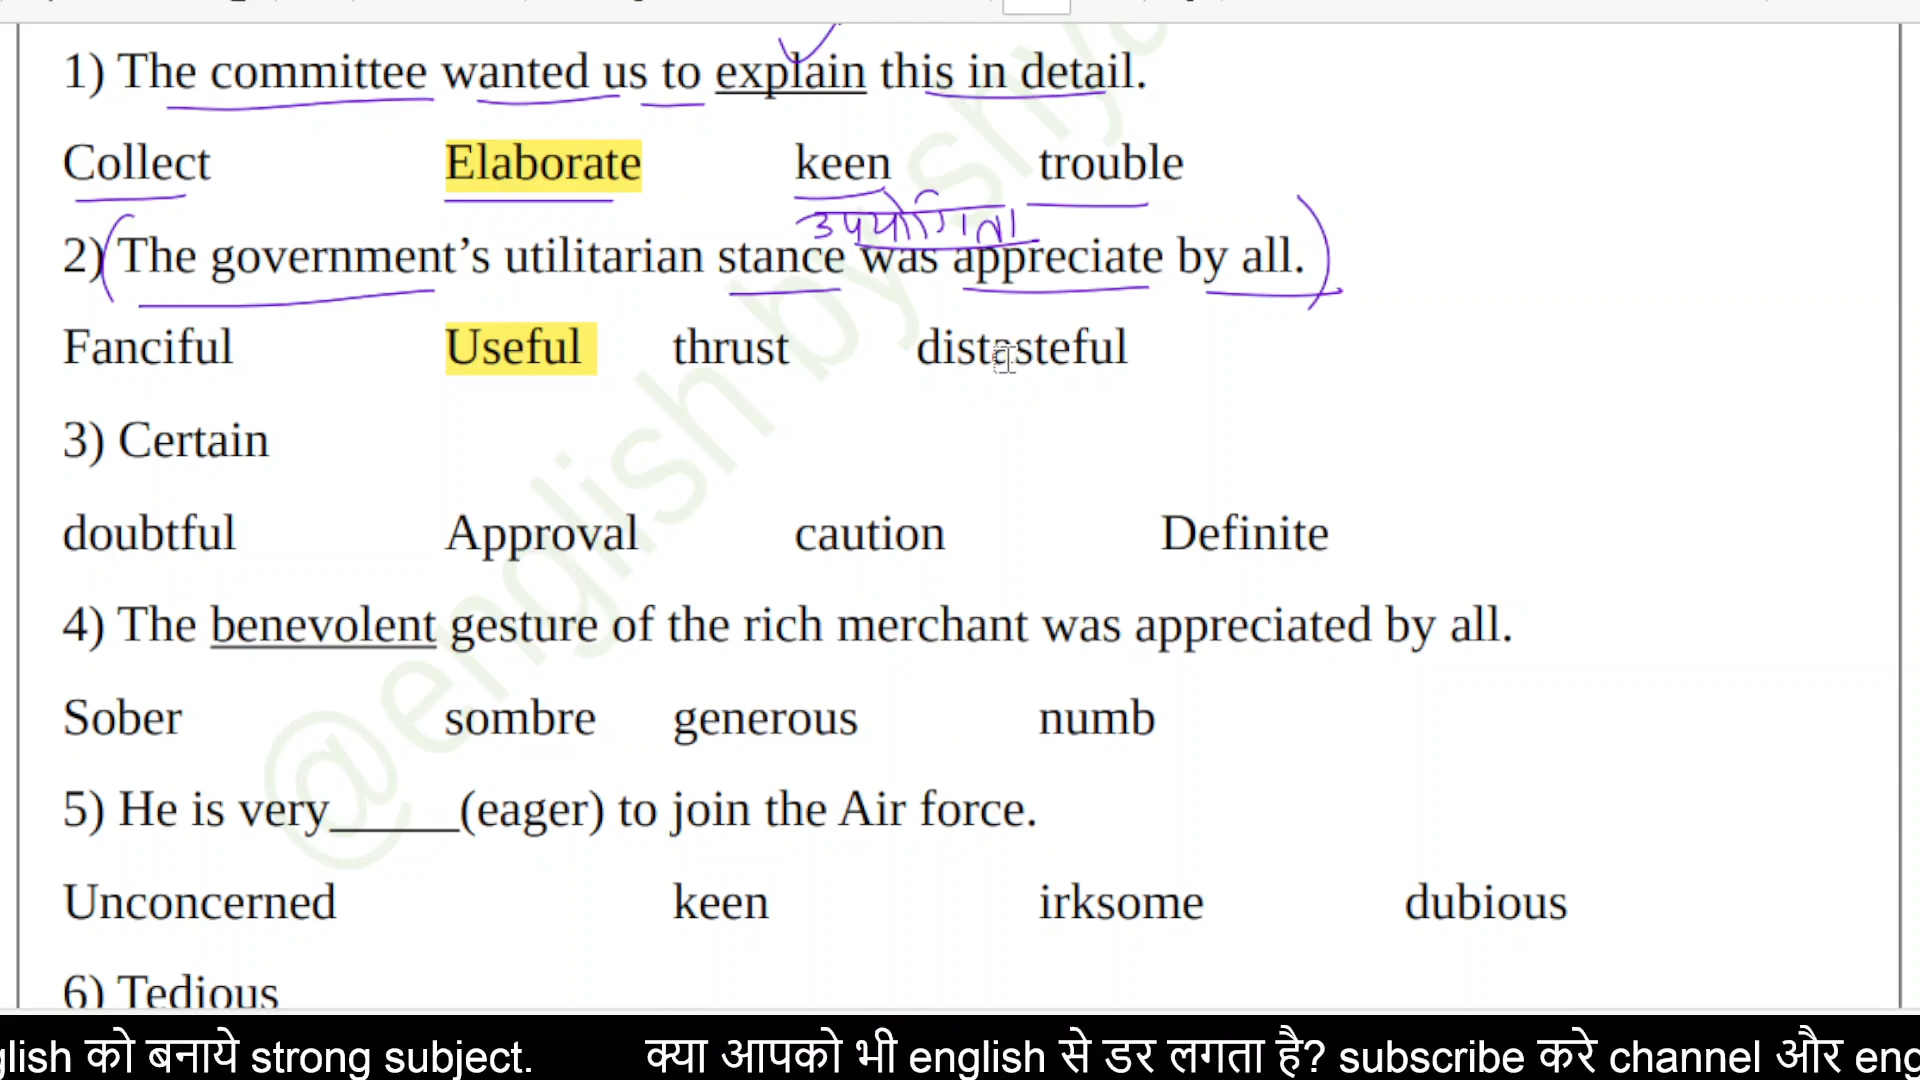 1) The committee wanted us to explain this in detail.
Collect Elaborate keen trouble
उपयोगिता
2) The government’s utilitarian stance was appreciate by all.
Fanciful Useful thrust distasteful
3) Certain
doubtful Approval caution Definite
4) The benevolent gesture of the rich merchant was appreciated by all.
Sober sombre generous numb
5) He is very_____(eager) to join the Air force.
Unconcerned keen irksome dubious
6) Tedious
@english by shya
glish को बनाये strong subject. क्या आपको भी english से डर लगता है? subscribe करे channel और eng